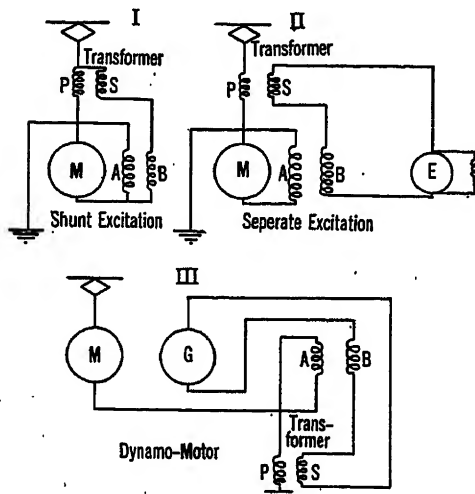 I
Transformer
P S
M
A B
Shunt Excitation
II
Transformer
P S
M
A B
E
Seperate Excitation
III
M
G
A B
Trans-
former
P S
Dynamo-Motor